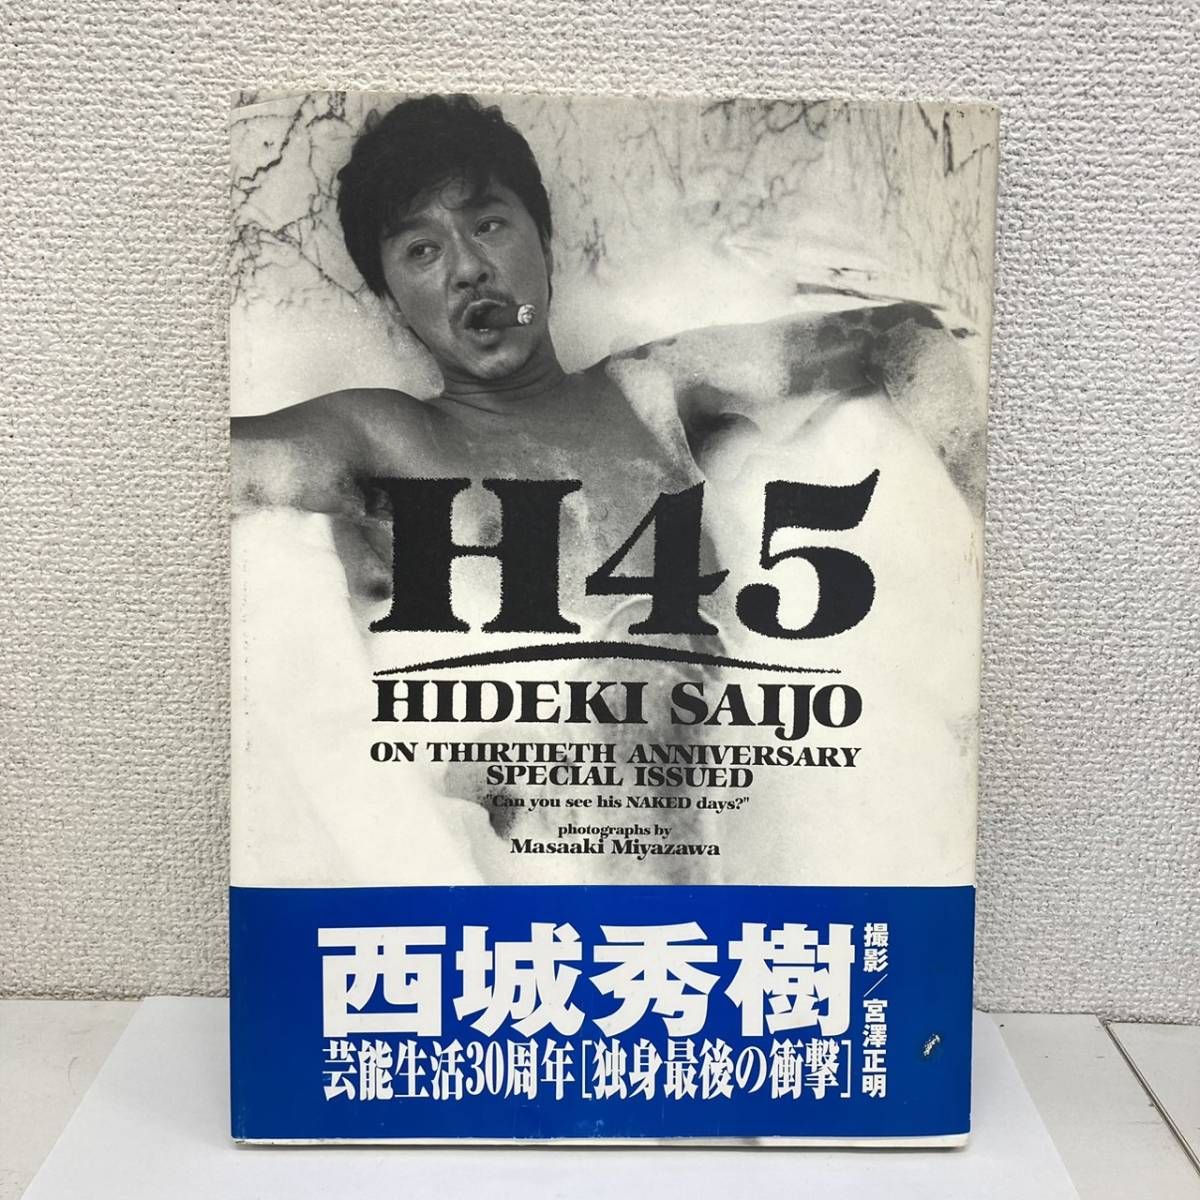 H45
HIDEKI SAIJO
ON THIRTIETH ANNIVERSARY
SPECIAL ISSUED
"Can you see his NAKED days?"
photographs by
Masaaki Miyazawa
西城秀樹
芸能生活30周年[独身最後の衝撃]
撮影／宮澤正明